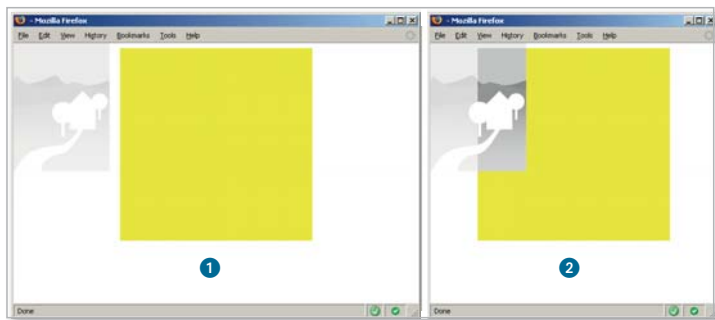 - Mozilla Firefox
File Edit View History Bookmarks Tools Help
1
Done
- Mozilla Firefox
File Edit View History Bookmarks Tools Help
2
Done